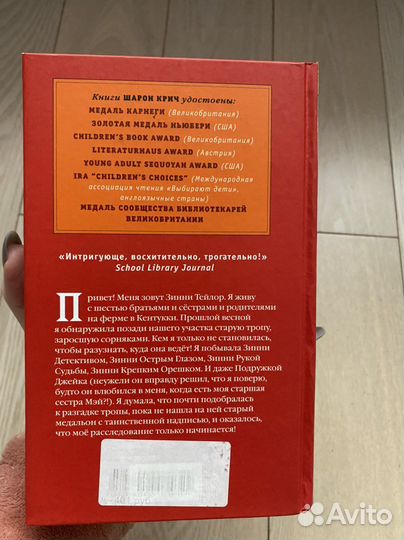 Книги ШАРОН КРИЧ удостоены:
МЕДАЛЬ КАРНЕГИ (Великобритания)
ЗОЛОТАЯ МЕДАЛЬ НЬЮБЕРИ (США)
CHILDREN'S BOOK AWARD (Великобритания)
LITERATURHAUS AWARD (Австрия)
YOUNG ADULT SEQUOYAH AWARD (США)
IRA "CHILDREN'S CHOICES" (Международная
ассоциация чтения «Выбирают дети»,
англоязычные страны)
МЕДАЛЬ СООБЩЕСТВА БИБЛИОТЕКАРЕЙ
ВЕЛИКОБРИТАНИИ
«Интригующе, восхитительно, трогательно!»
School Library Journal
Привет! Меня зовут Зинни Тейлор. Я живу
с шестью братьями и сёстрами и родителями
на ферме в Кентукки. Прошлой весной
я обнаружила позади нашего участка старую тропу,
заросшую сорняками. Кем я только не становилась,
чтобы разузнать, куда она ведёт! Я побывала Зинни
Детективом, Зинни Острым Глазом, Зинни Рукой
Судьбы, Зинни Крепким Орешком. И даже Подружкой
Джейка (неужели он вправду решил, что я поверю,
будто он влюбился в меня, когда есть моя старшая
сестра Мэй?!) Я думала, что почти подобралась
к разгадке тропы, пока не нашла на ней старый
медальон с таинственной надписью, и оказалось,
что моё расследование только начинается!
Avito